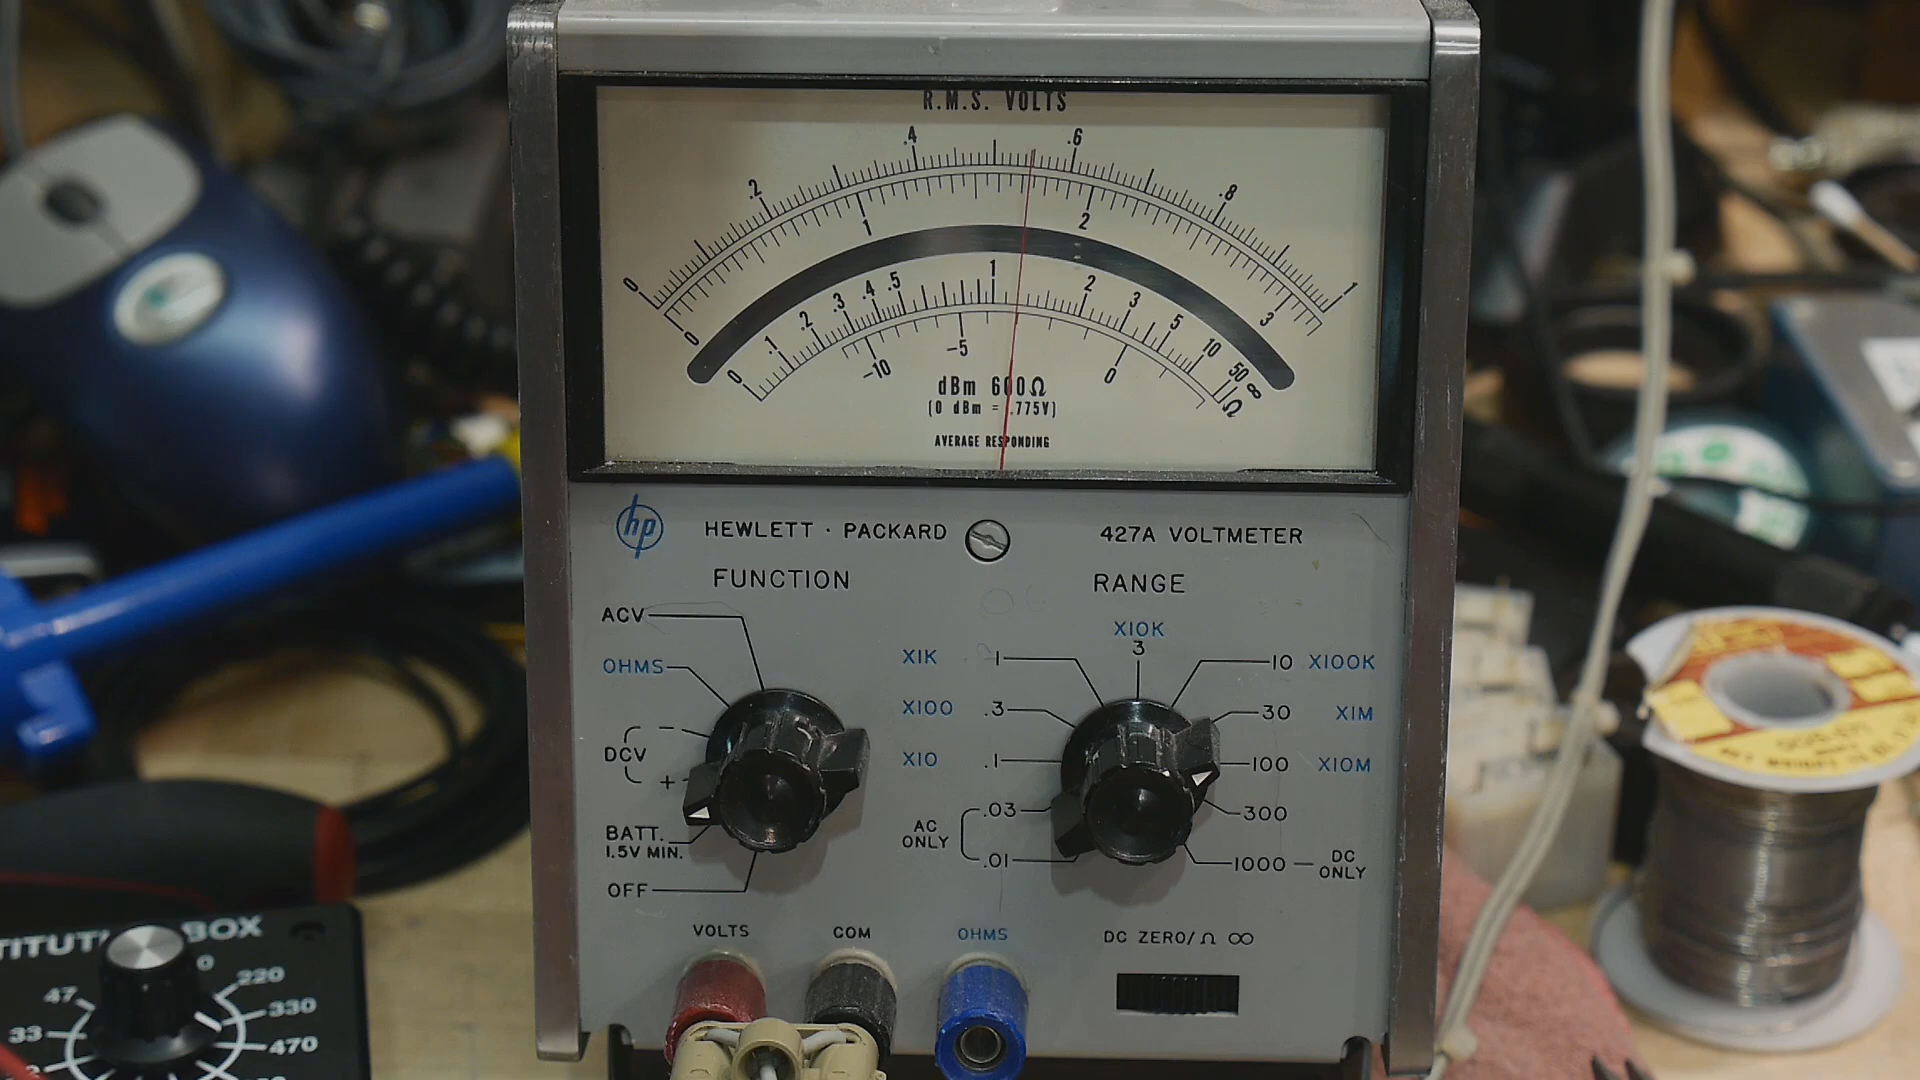 R.M.S. VOLTS
0 .2 .4 .6 .8 1
0 1 2 3
0 .1 .2 .3 .4 .5 1 2 3 5 10 50 ∞ Ω
-10 -5 0
dBm 600Ω
(0 dBm = .775V)
AVERAGE RESPONDING
hp HEWLETT · PACKARD 427A VOLTMETER
FUNCTION RANGE
ACV
OHMS
DCV − +
BATT.
1.5V MIN.
OFF
X1K 1
X100 .3
X10 .1
AC ONLY .03 .01
X10K
3
10 X100K
30 X1M
100 X10M
300
1000 DC ONLY
VOLTS COM OHMS DC ZERO/Ω ∞
BOX
0
220
330
470
47
33